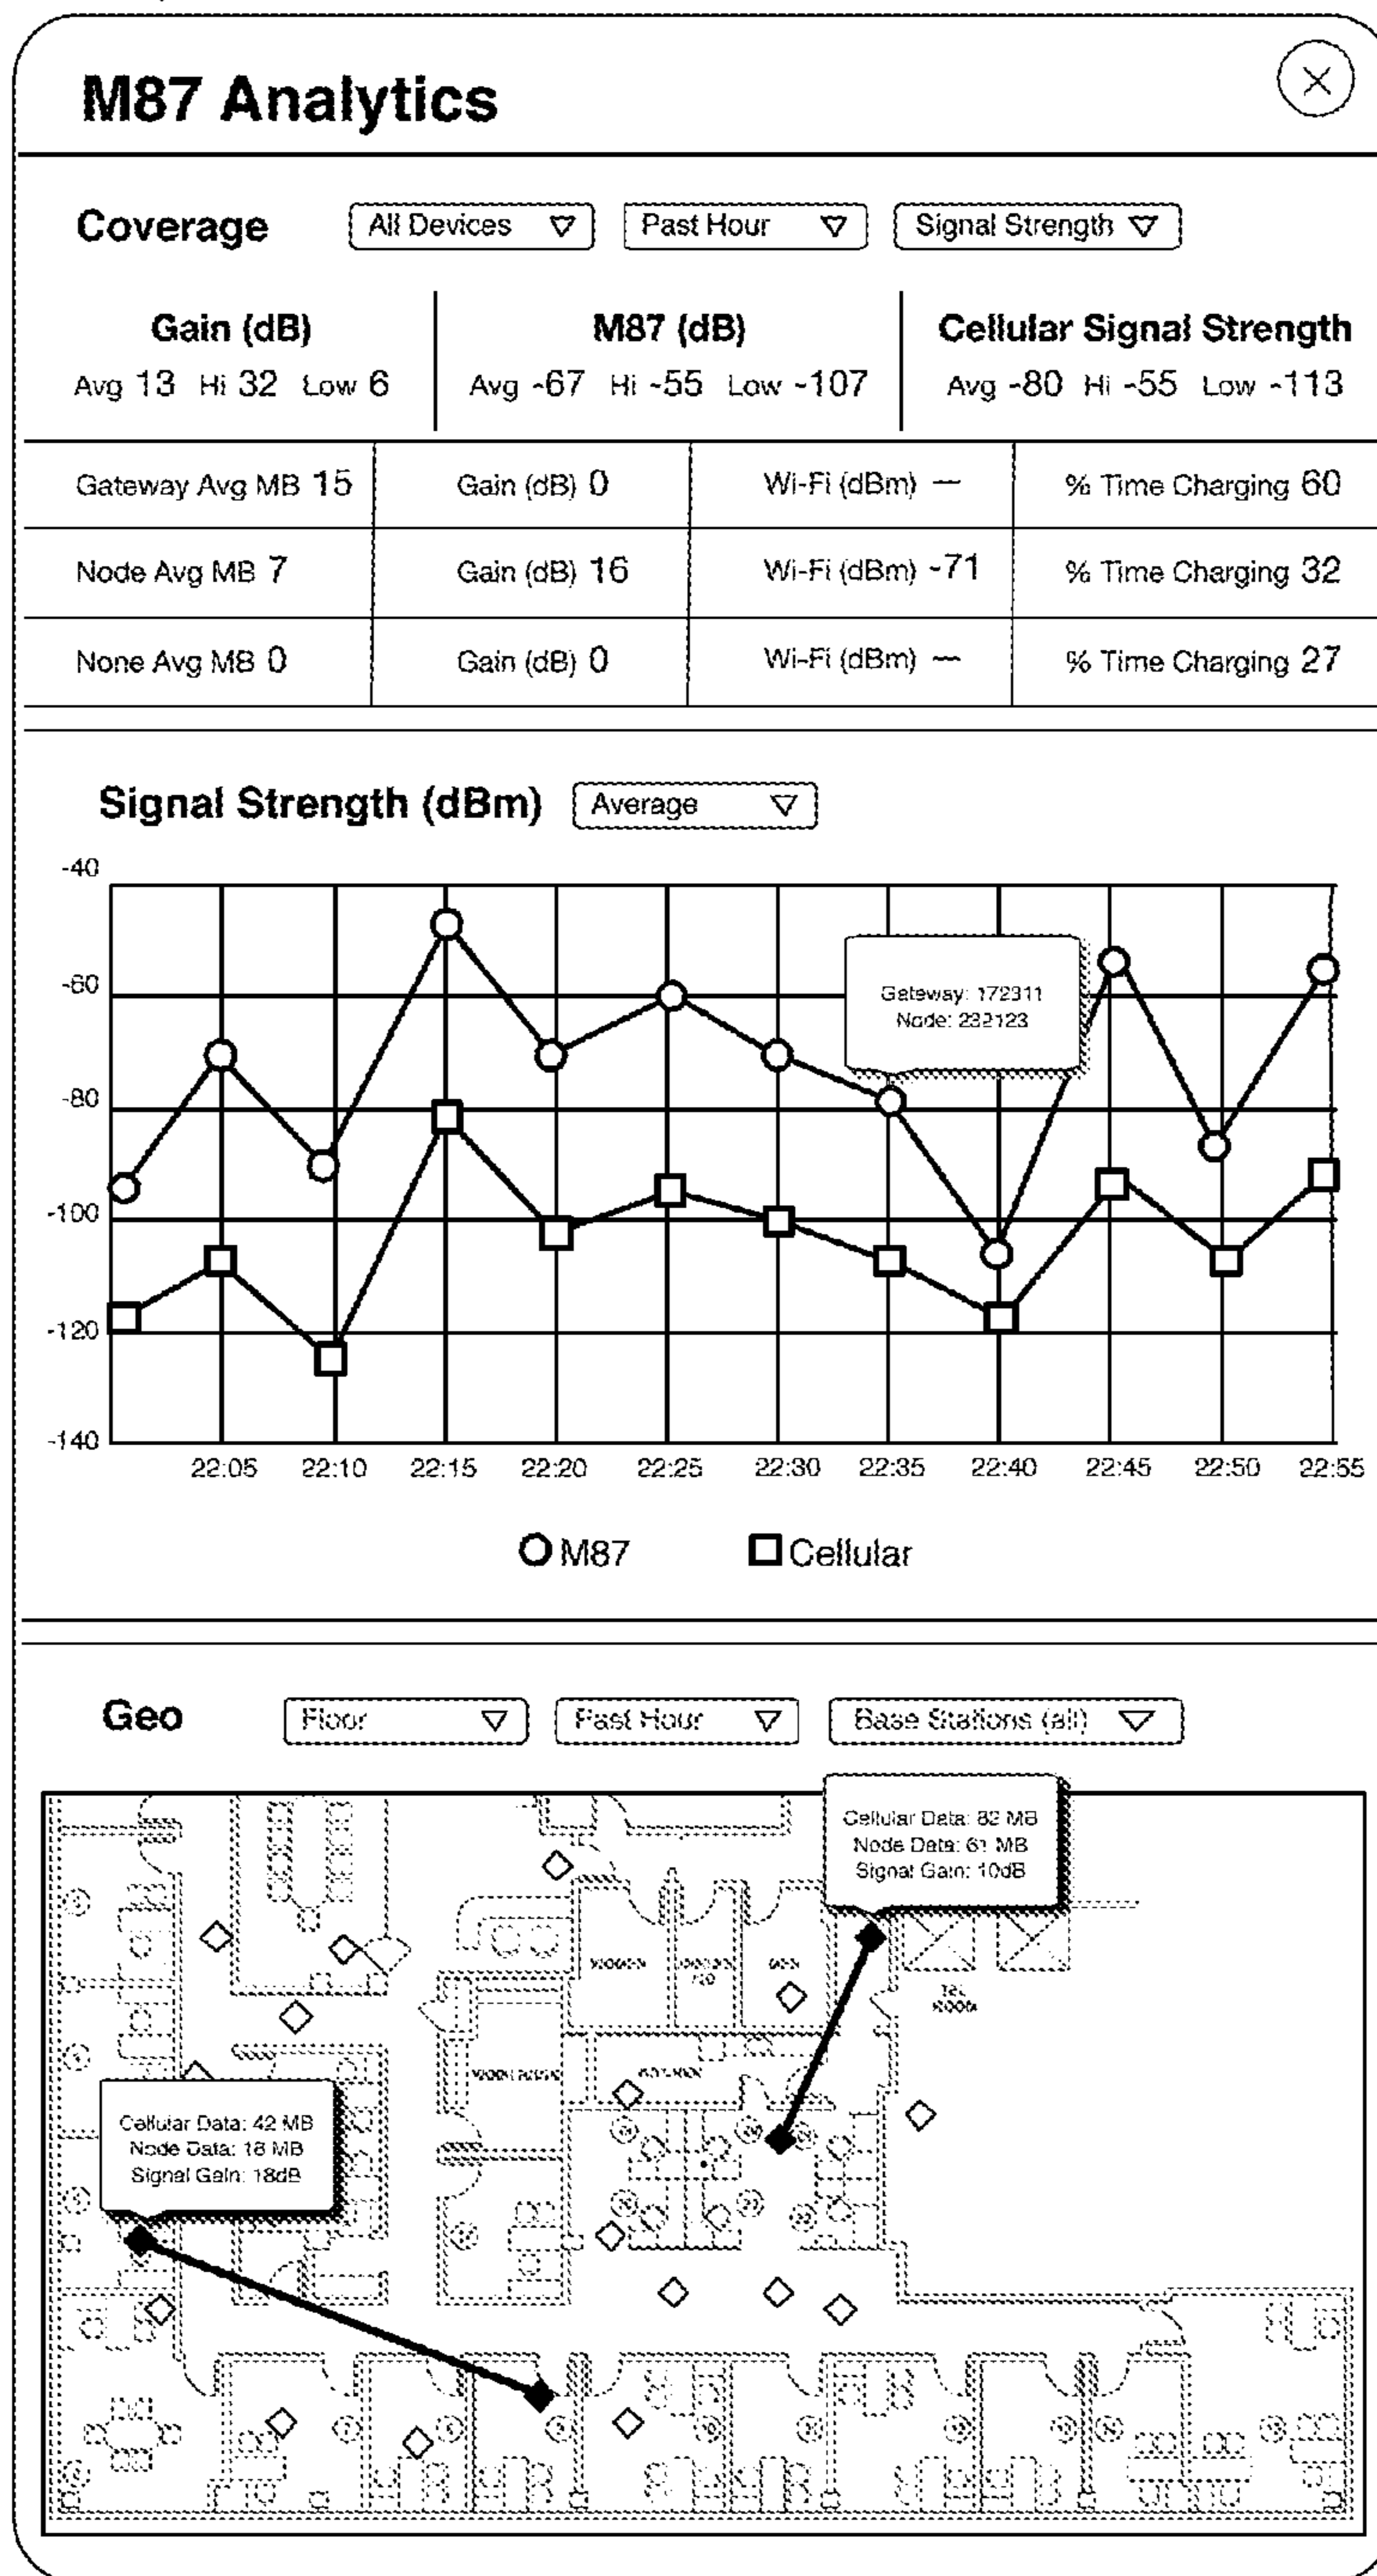 M87 Analytics
Coverage All Devices Past Hour Signal Strength
Gain (dB) M87 (dB) Cellular Signal Strength
Avg 13 Hi 32 Low 6 Avg -67 Hi -55 Low -107 Avg -80 Hi -55 Low -113
Gateway Avg MB 15 Gain (dB) 0 Wi-Fi (dBm) — % Time Charging 60
Node Avg MB 7 Gain (dB) 16 Wi-Fi (dBm) -71 % Time Charging 32
None Avg MB 0 Gain (dB) 0 Wi-Fi (dBm) — % Time Charging 27
Signal Strength (dBm) Average
-40
-60
-80
-100
-120
-140
Gateway: 172311
Node: 232123
22:05 22:10 22:15 22:20 22:25 22:30 22:35 22:40 22:45 22:50 22:55
M87 Cellular
Geo Floor Past Hour Base Stations (all)
Cellular Data: 82 MB
Node Data: 61 MB
Signal Gain: 10dB
WOMEN
MEN
ROOM
Cellular Data: 42 MB
Node Data: 18 MB
Signal Gain: 18dB